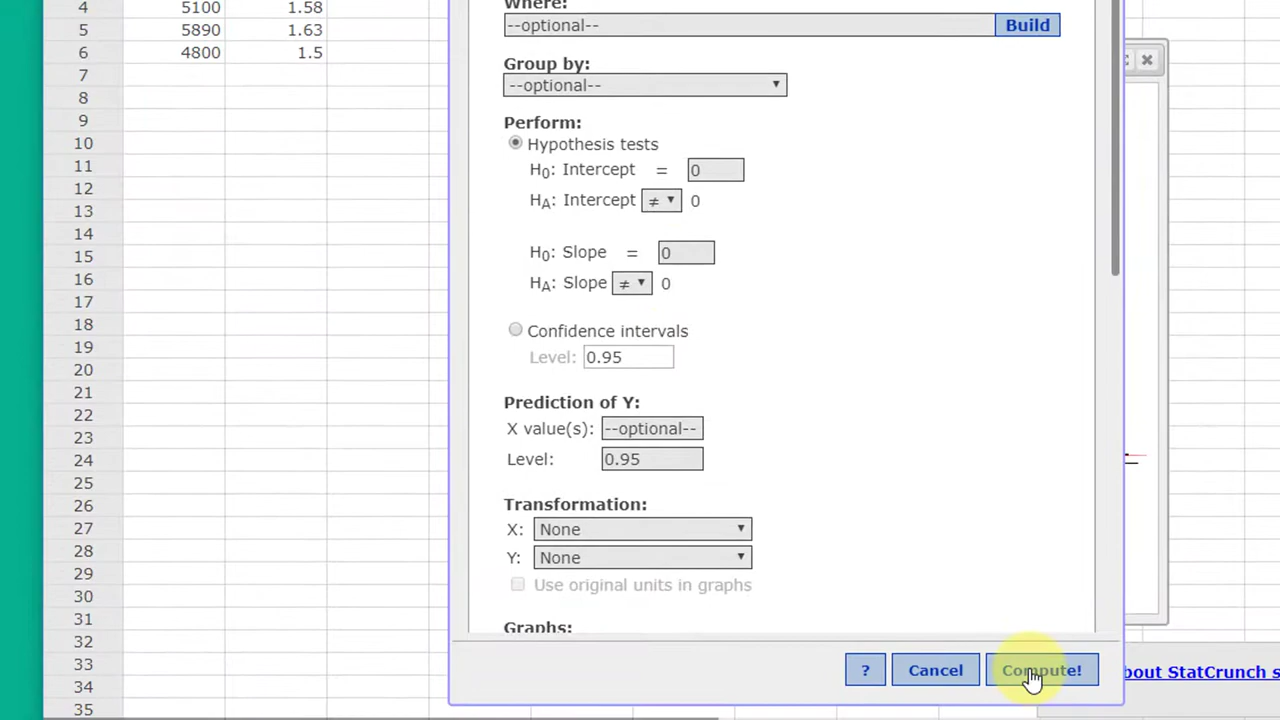 4 5100 1.58
5 5890 1.63
6 4800 1.5
7
8
9
10
11
12
13
14
15
16
17
18
19
20
21
22
23
24
25
26
27
28
29
30
31
32
33
34
35
Where:
--optional-- Build
Group by:
--optional--
Perform:
Hypothesis tests
H0: Intercept = 0
HA: Intercept ≠ 0
H0: Slope = 0
HA: Slope ≠ 0
Confidence intervals
Level: 0.95
Prediction of Y:
X value(s): --optional--
Level: 0.95
Transformation:
X: None
Y: None
Use original units in graphs
Graphs:
? Cancel Compute!
bout StatCrunch s